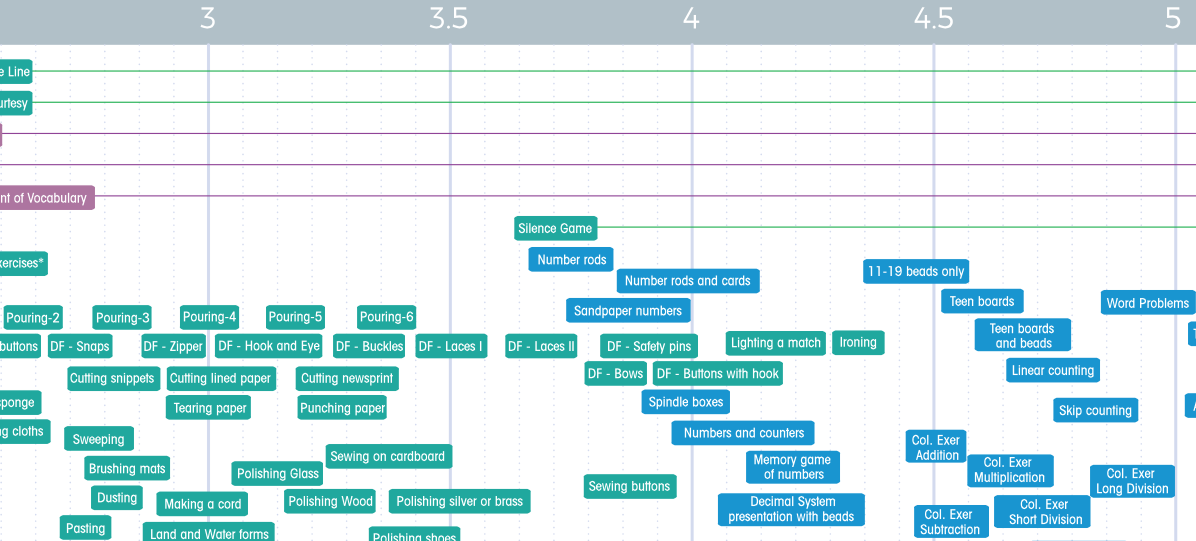 3 3.5 4 4.5 5
e Line
urtesy
nt of Vocabulary
Silence Game
xercises*
Number rods
11-19 beads only
Number rods and cards
Teen boards
Word Problems
Sandpaper numbers
Pouring-2 Pouring-3 Pouring-4 Pouring-5 Pouring-6
Teen boards
and beads
buttons DF - Snaps DF - Zipper DF - Hook and Eye DF - Buckles DF - Laces I DF - Laces II DF - Safety pins Lighting a match Ironing
Linear counting
DF - Bows DF - Buttons with hook
Cutting snippets Cutting lined paper Cutting newsprint
sponge
Tearing paper Punching paper
Spindle boxes
Skip counting
ng cloths
Sweeping
Numbers and counters
Col. Exer
Addition
Sewing on cardboard
Brushing mats
Polishing Glass
Memory game
of numbers
Col. Exer
Multiplication
Col. Exer
Long Division
Sewing buttons
Dusting
Making a cord
Polishing Wood
Polishing silver or brass
Decimal System
presentation with beads
Col. Exer
Subtraction
Col. Exer
Short Division
Pasting
Land and Water forms
Polishing shoes